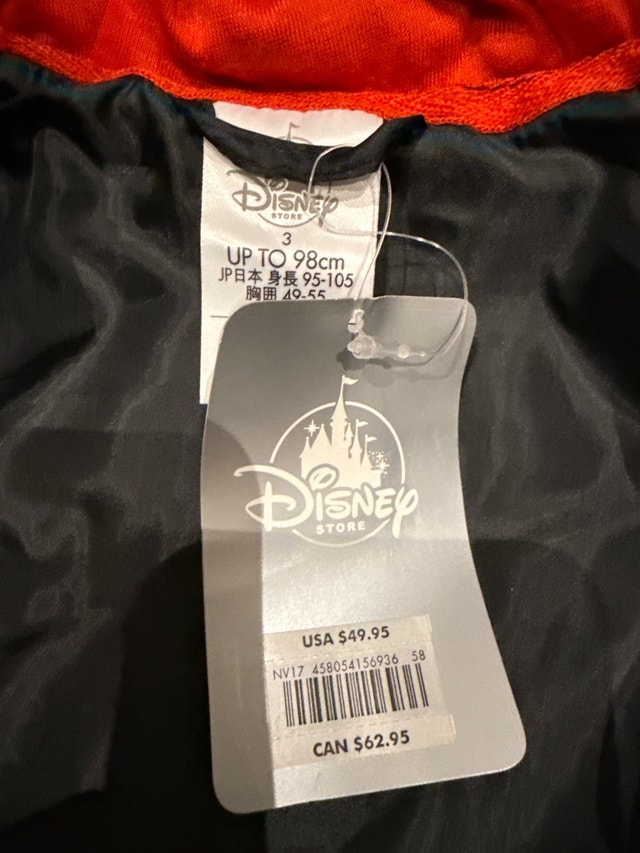 DISNEY
STORE
3
UP TO 98cm
JP日本 身長 95-105
胸囲 49-55
DISNEY
STORE
USA $49.95
NV17 458054156936 58
CAN $62.95